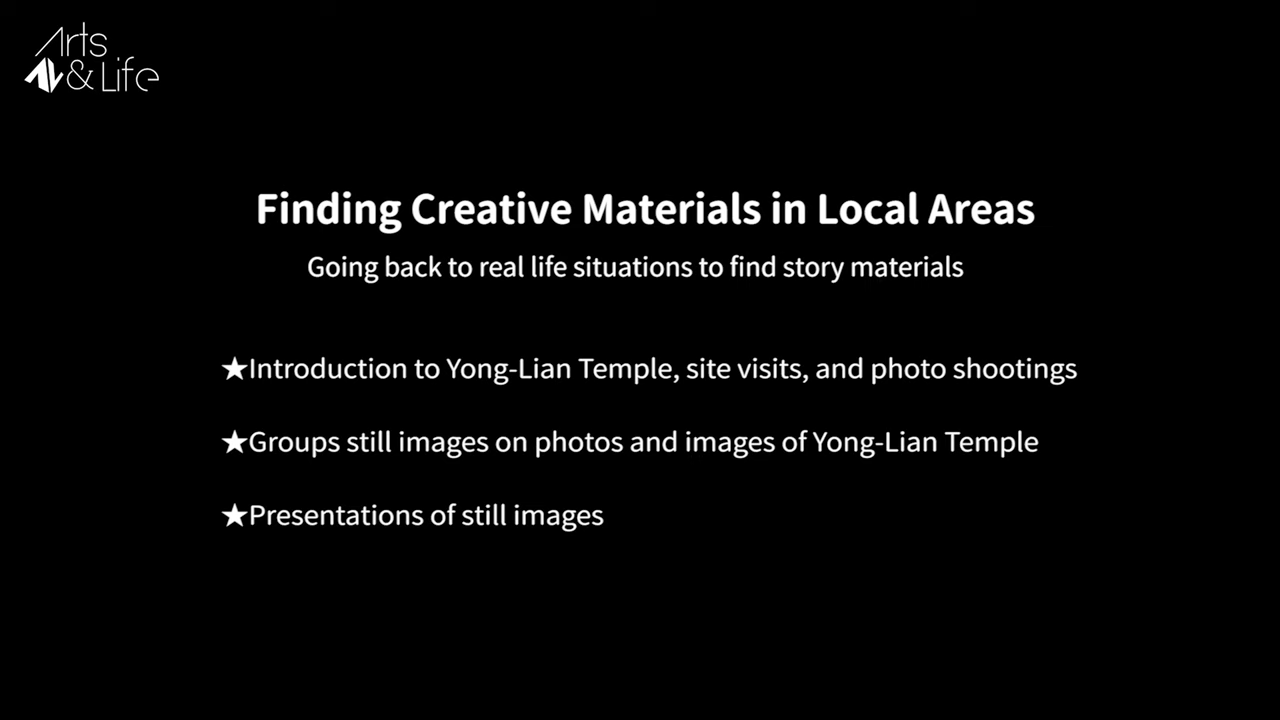 Arts
& Life
Finding Creative Materials in Local Areas
Going back to real life situations to find story materials
★Introduction to Yong-Lian Temple, site visits, and photo shootings
★Groups still images on photos and images of Yong-Lian Temple
★Presentations of still images